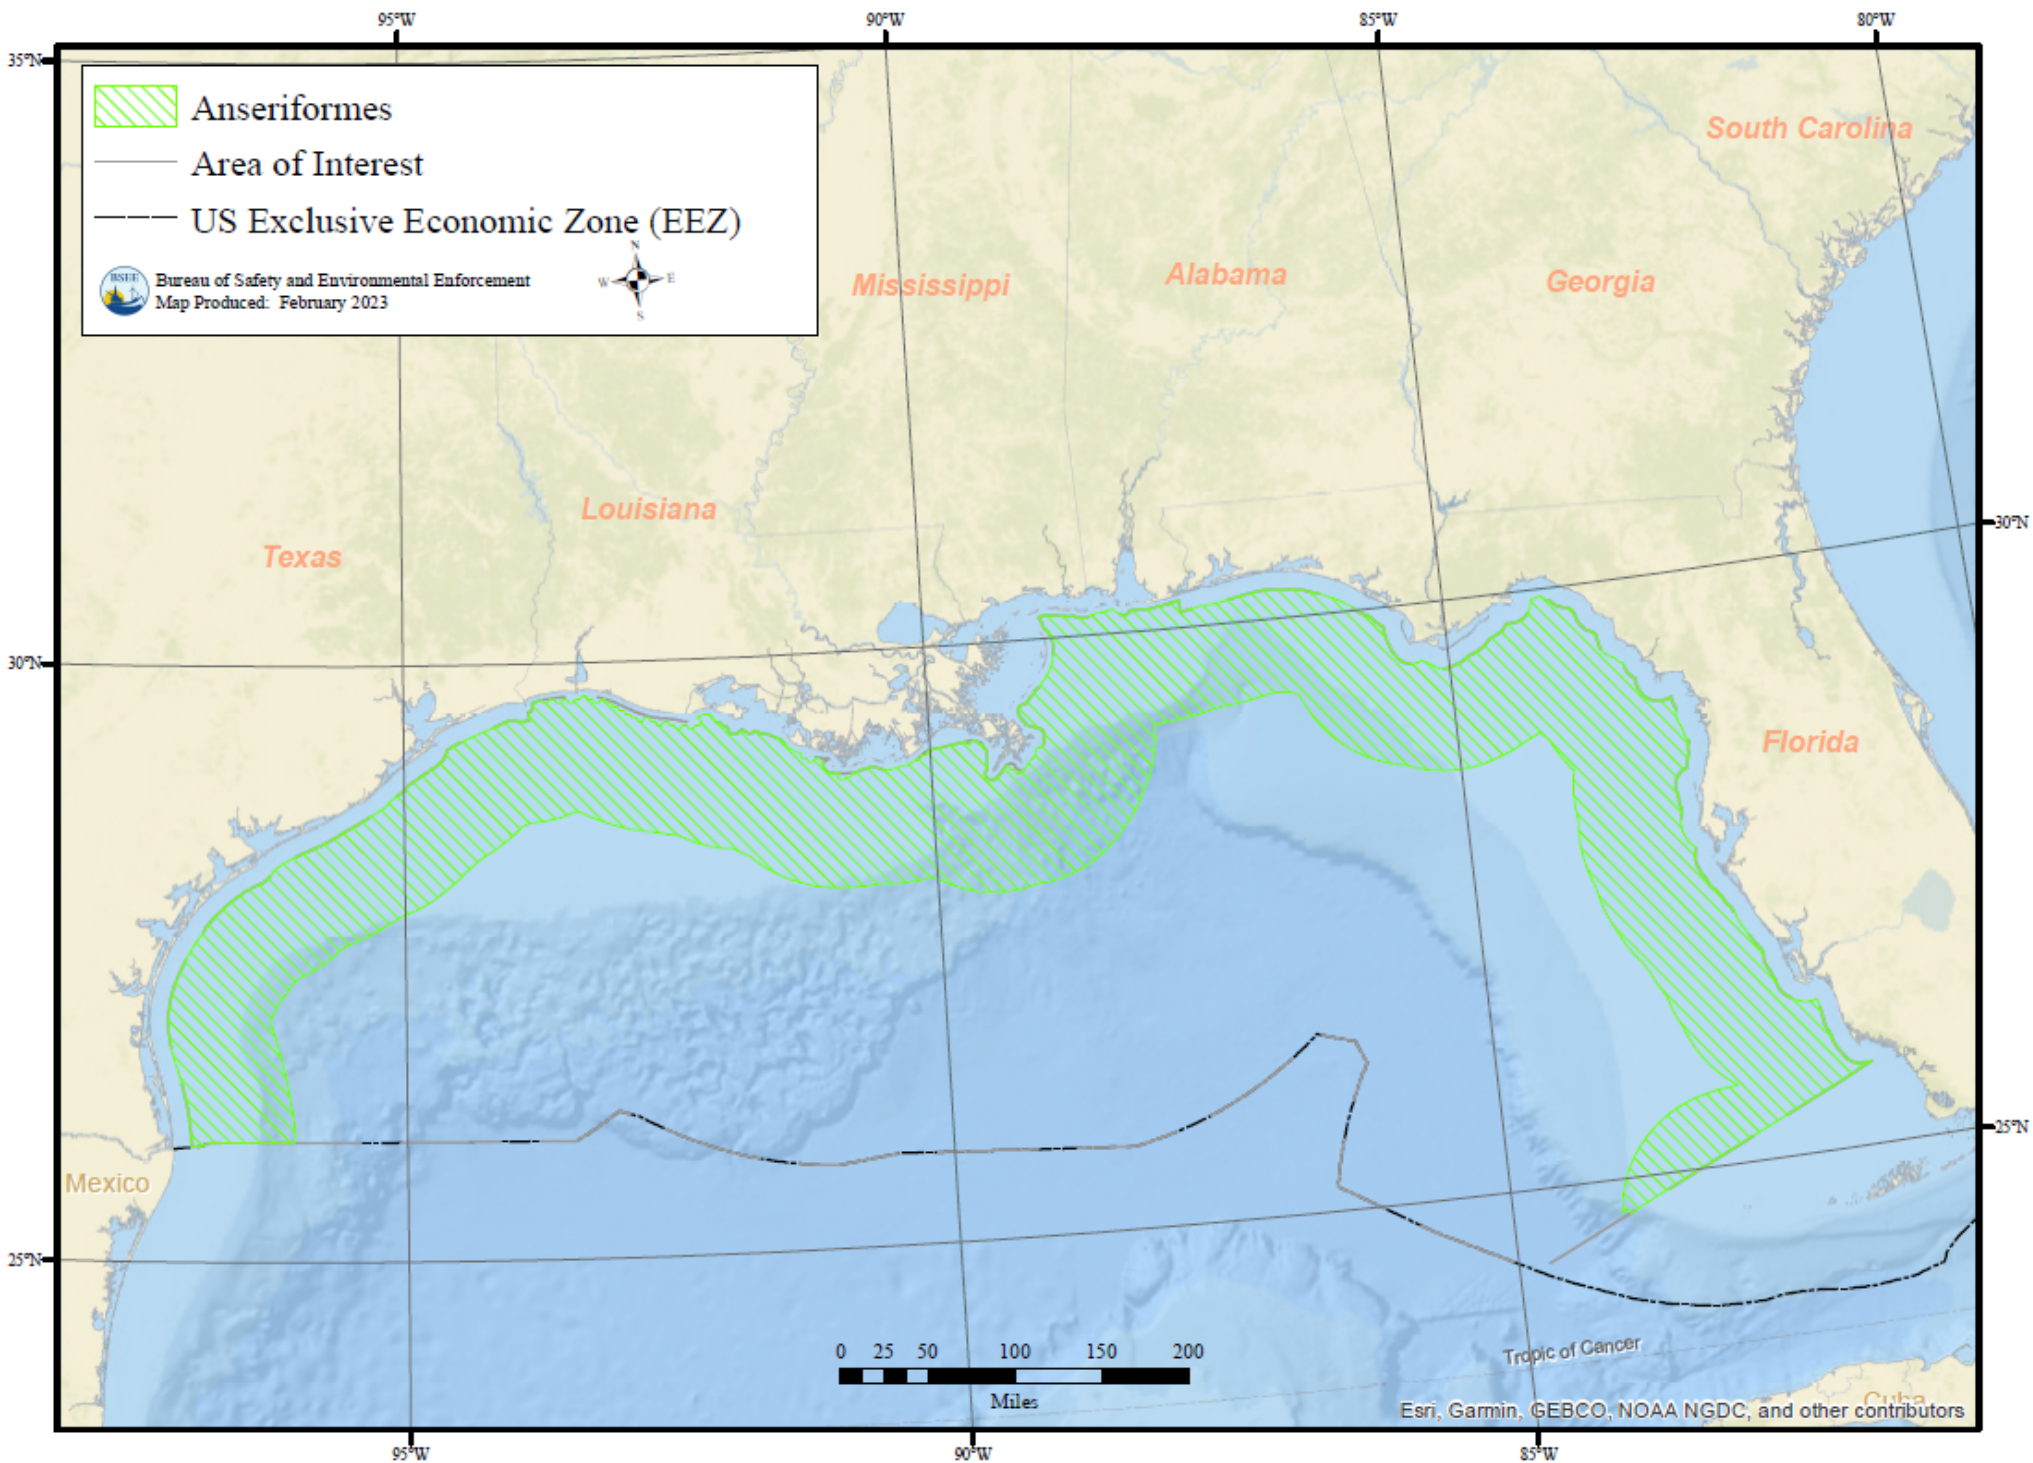 95°W 90°W 85°W 80°W
35°N
Anseriformes
Area of Interest
US Exclusive Economic Zone (EEZ)
BSEE
Bureau of Safety and Environmental Enforcement
Map Produced: February 2023
N
W E
S
South Carolina
Mississippi
Alabama
Georgia
Louisiana
Texas
30°N
30°N
Florida
25°N
Mexico
25°N
0 25 50 100 150 200
Miles
Tropic of Cancer
Cuba
Esri, Garmin, GEBCO, NOAA NGDC, and other contributors
95°W 90°W 85°W